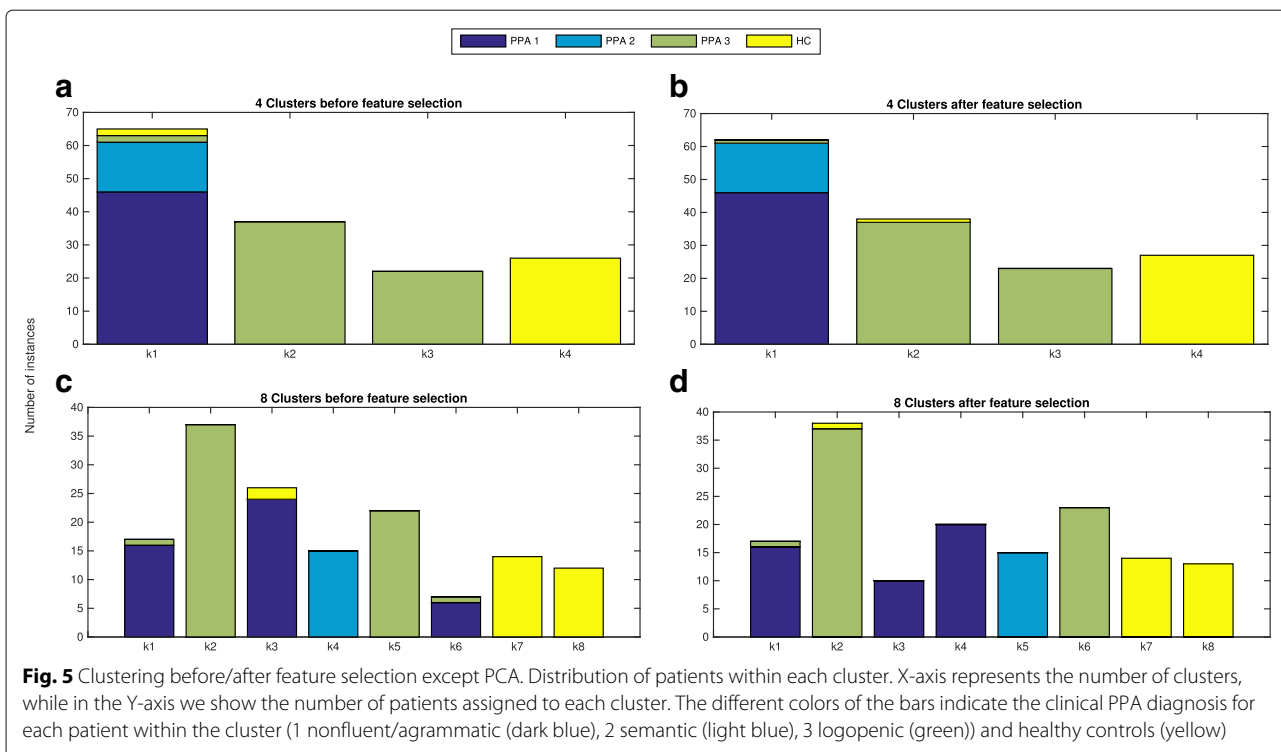 PPA 1 PPA 2 PPA 3 HC
a
4 Clusters before feature selection
70
60
50
40
30
20
10
0
k1 k2 k3 k4
b
4 Clusters after feature selection
70
60
50
40
30
20
10
0
k1 k2 k3 k4
Number of instances
c
8 Clusters before feature selection
40
35
30
25
20
15
10
5
0
k1 k2 k3 k4 k5 k6 k7 k8
d
8 Clusters after feature selection
40
35
30
25
20
15
10
5
0
k1 k2 k3 k4 k5 k6 k7 k8
Fig. 5 Clustering before/after feature selection except PCA. Distribution of patients within each cluster. X-axis represents the number of clusters,
while in the Y-axis we show the number of patients assigned to each cluster. The different colors of the bars indicate the clinical PPA diagnosis for
each patient within the cluster (1 nonfluent/agrammatic (dark blue), 2 semantic (light blue), 3 logopenic (green)) and healthy controls (yellow)